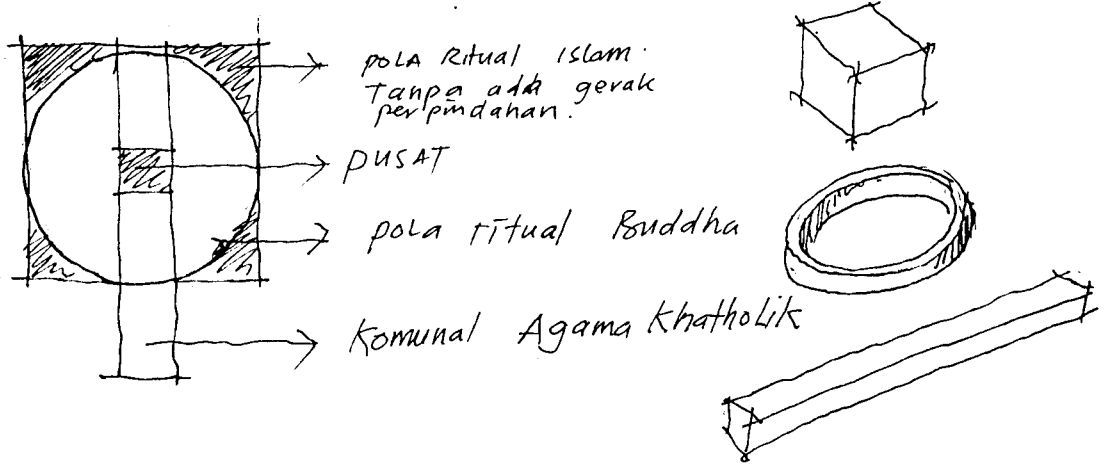 pola Ritual Islam.
Tanpa ada gerak
perpindahan.
PUSAT
pola ritual Buddha
Komunal Agama Khatholik